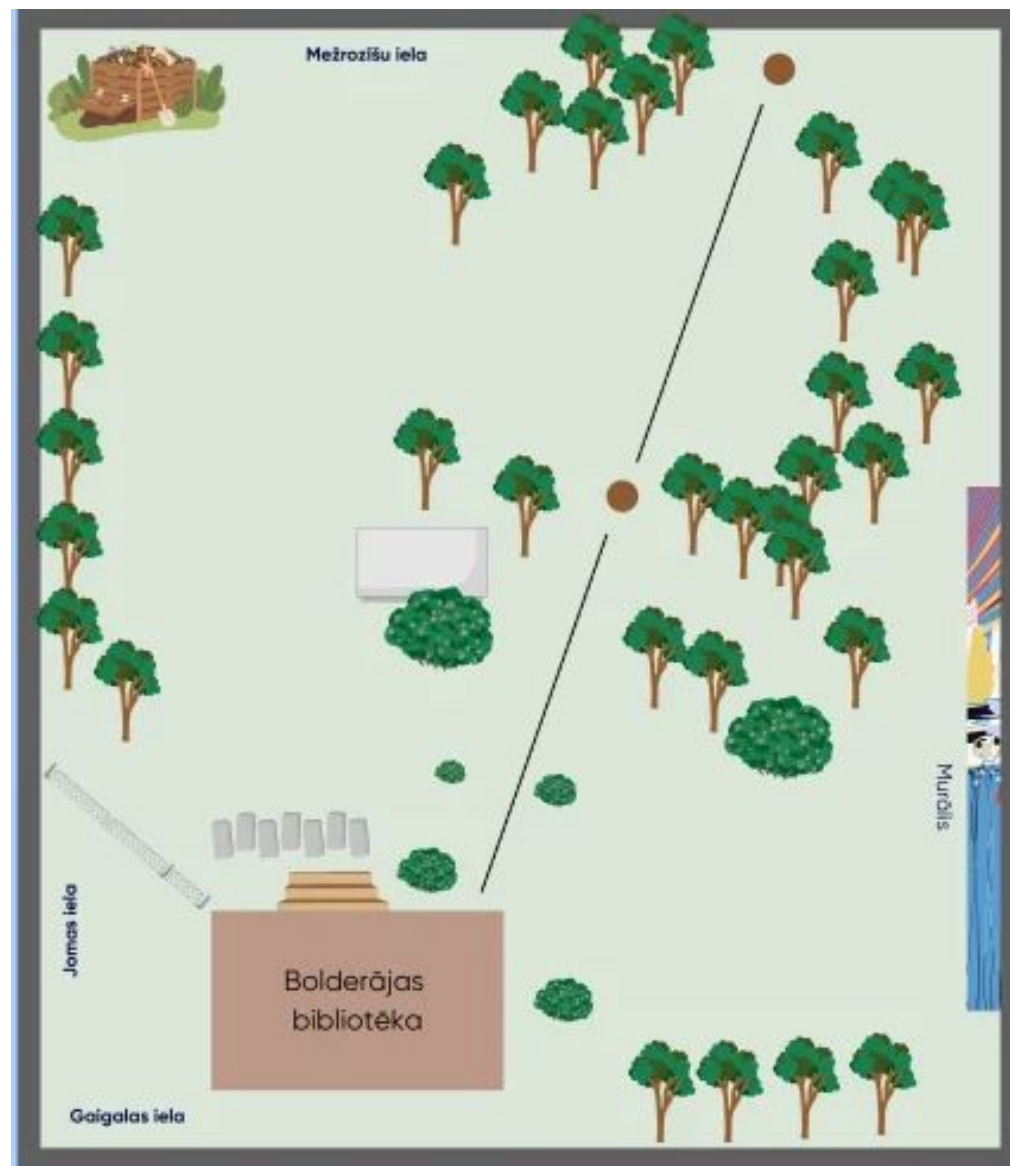 Mežrozīšu iela
Murālis
Jomas iela
Bolderājas
bibliotēka
Gaigalas iela